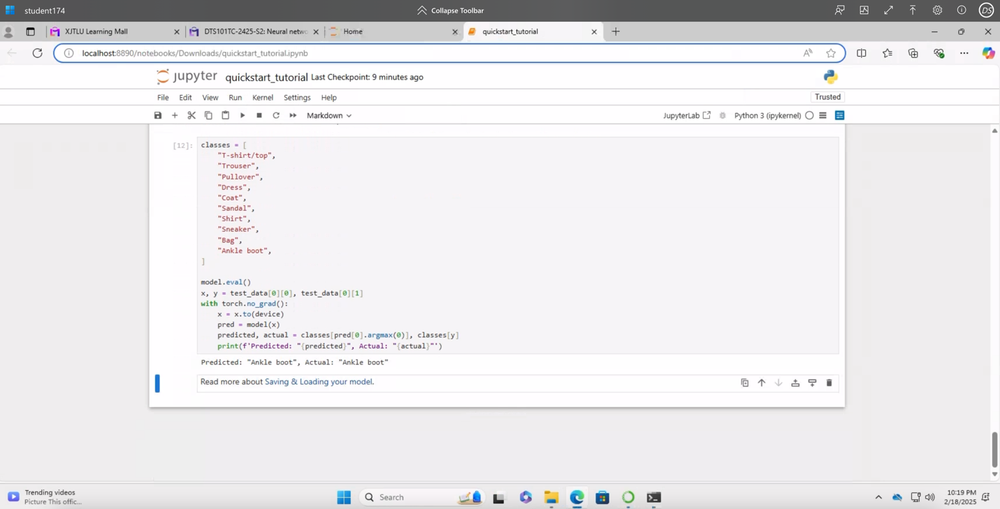 student174
Collapse Toolbar
DS
XJTLU Learning Mall
DTS101TC-2425-S2: Neural netwo
Home
quickstart_tutorial
localhost:8890/notebooks/Downloads/quickstart_tutorial.ipynb
jupyter quickstart_tutorial Last Checkpoint: 9 minutes ago
File Edit View Run Kernel Settings Help
Trusted
Markdown
JupyterLab
Python 3 (ipykernel)
[12]: classes = [
"T-shirt/top",
"Trouser",
"Pullover",
"Dress",
"Coat",
"Sandal",
"Shirt",
"Sneaker",
"Bag",
"Ankle boot",
]
model.eval()
x, y = test_data[0][0], test_data[0][1]
with torch.no_grad():
x = x.to(device)
pred = model(x)
predicted, actual = classes[pred[0].argmax(0)], classes[y]
print(f'Predicted: "{predicted}", Actual: "{actual}"')
Predicted: "Ankle boot", Actual: "Ankle boot"
Read more about Saving & Loading your model.
Trending videos
Picture This offic...
Search
10:19 PM
2/18/2025